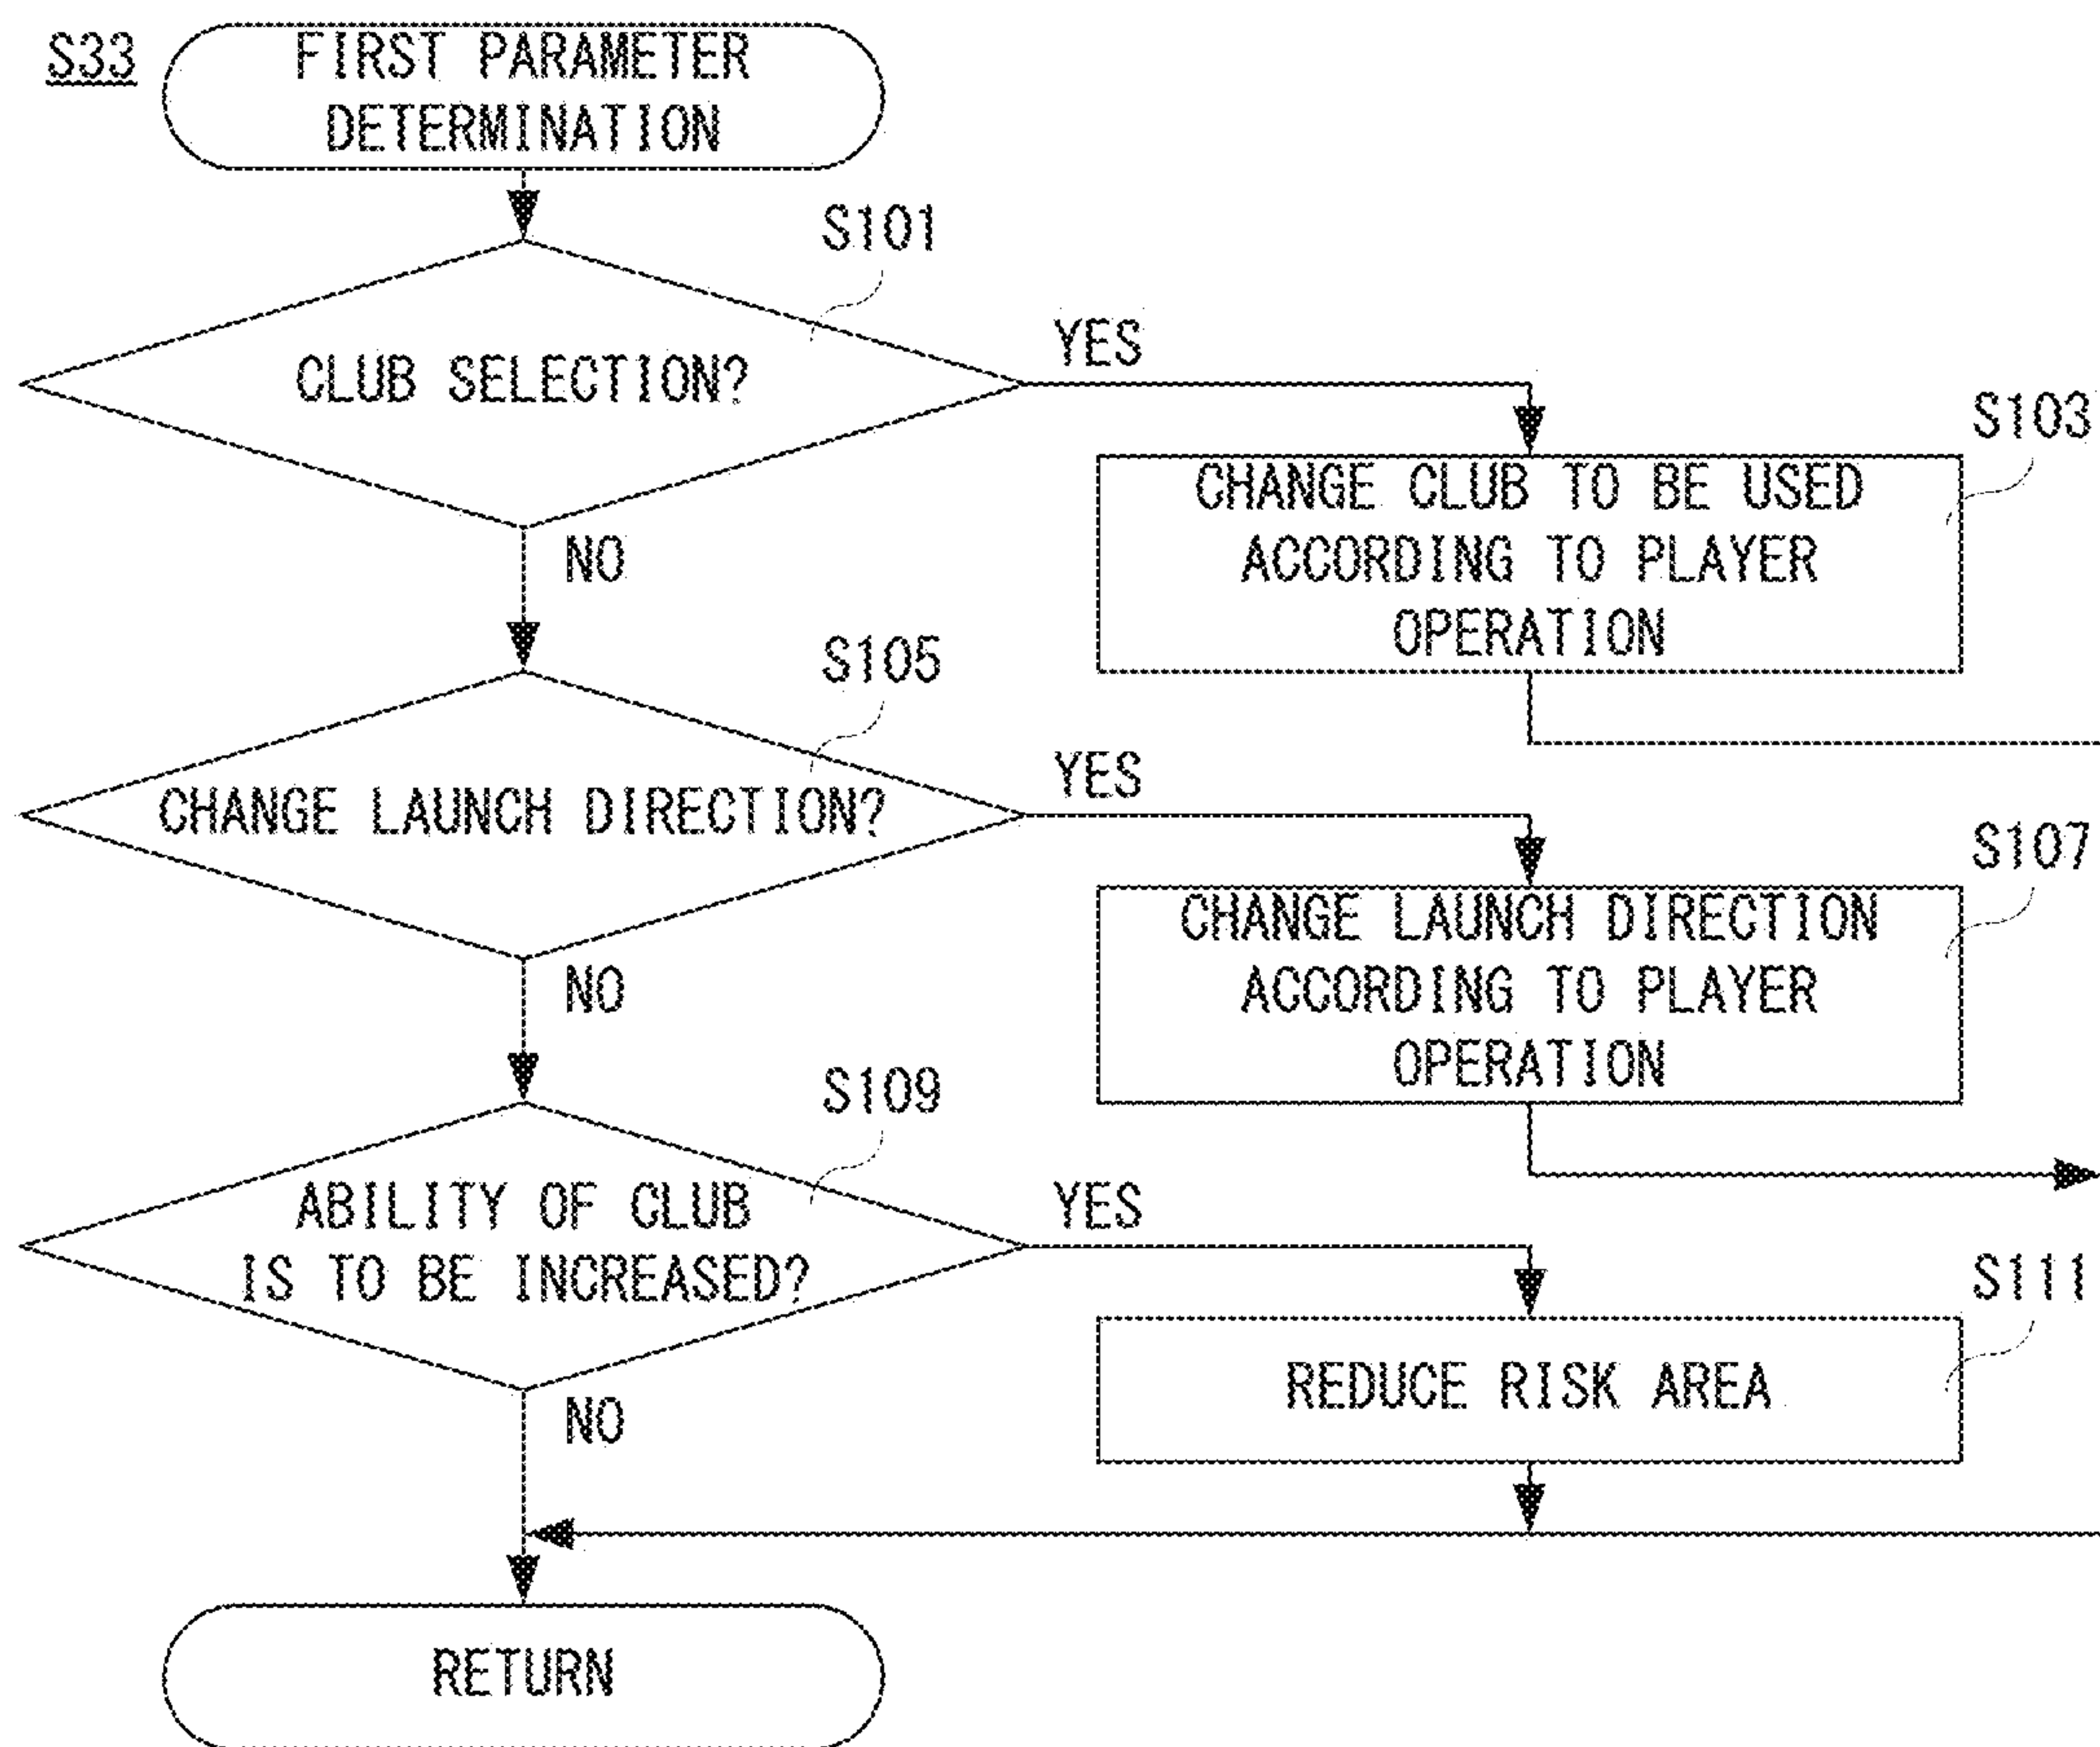 S33
FIRST PARAMETER
DETERMINATION
S101
CLUB SELECTION?
YES
NO
S103
CHANGE CLUB TO BE USED
ACCORDING TO PLAYER
OPERATION
S105
CHANGE LAUNCH DIRECTION?
YES
NO
S107
CHANGE LAUNCH DIRECTION
ACCORDING TO PLAYER
OPERATION
S109
ABILITY OF CLUB
IS TO BE INCREASED?
YES
NO
S111
REDUCE RISK AREA
RETURN